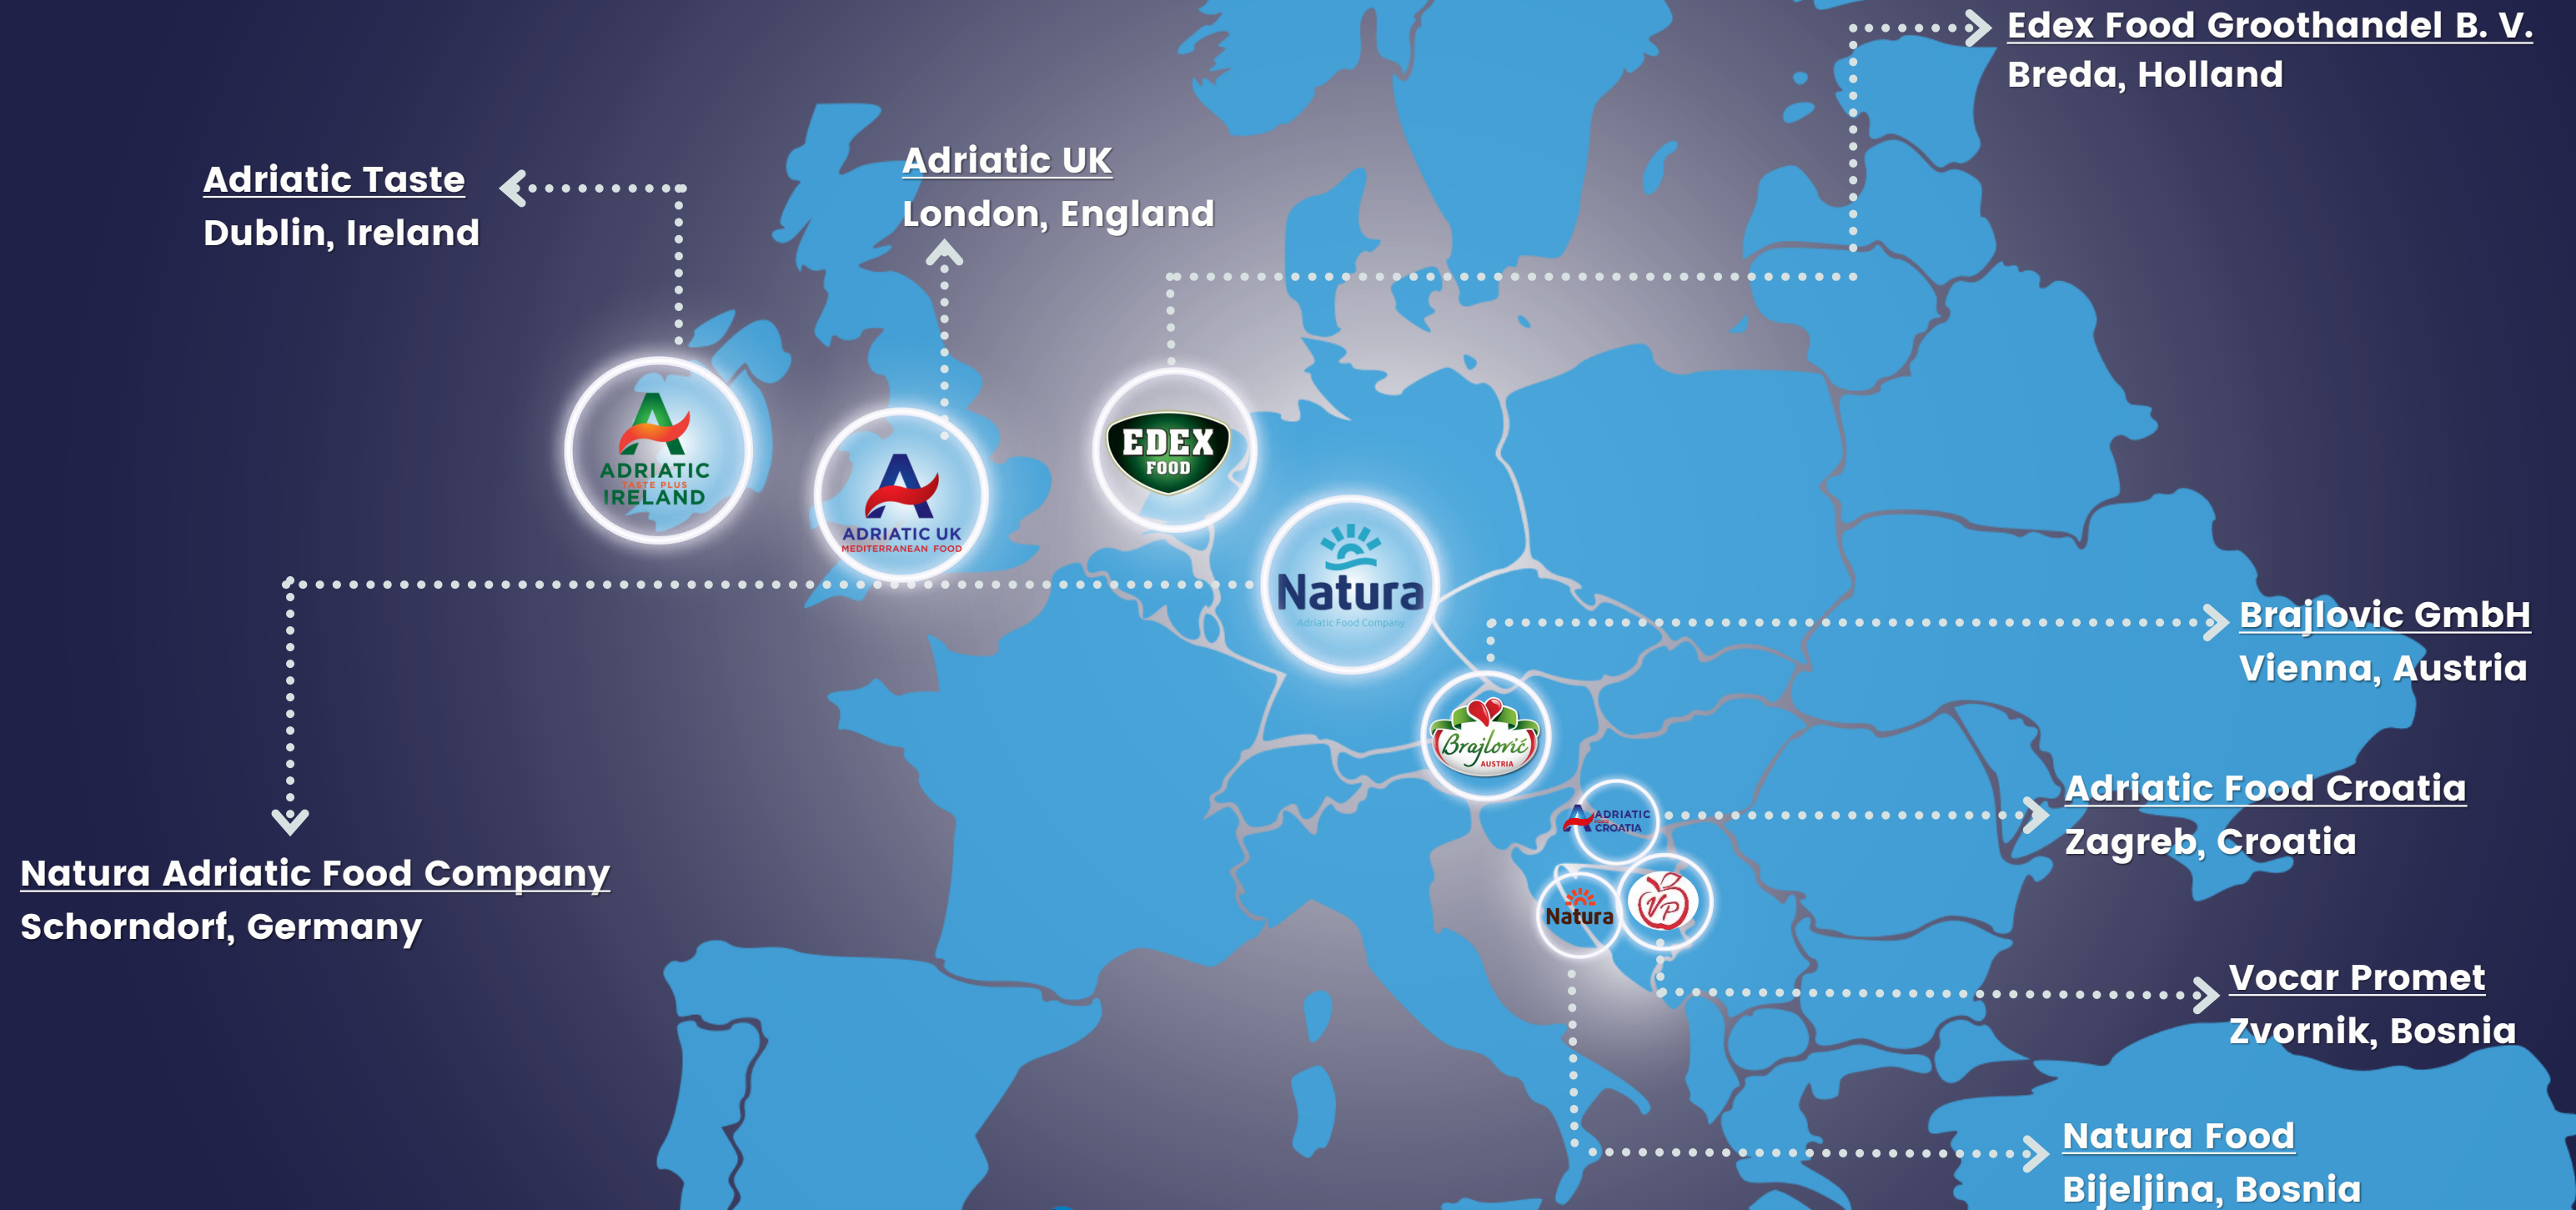 Edex Food Groothandel B. V.
Breda, Holland
Adriatic Taste
Dublin, Ireland
Adriatic UK
London, England
ADRIATIC
TASTE PLUS
IRELAND
ADRIATIC UK
MEDITERRANEAN FOOD
EDEX
FOOD
Natura
Adriatic Food Company
Brajlovic GmbH
Vienna, Austria
Brajlović
AUSTRIA
Adriatic Food Croatia
Zagreb, Croatia
ADRIATIC
CROATIA
Natura Adriatic Food Company
Schorndorf, Germany
Natura
VP
Vocar Promet
Zvornik, Bosnia
Natura Food
Bijeljina, Bosnia